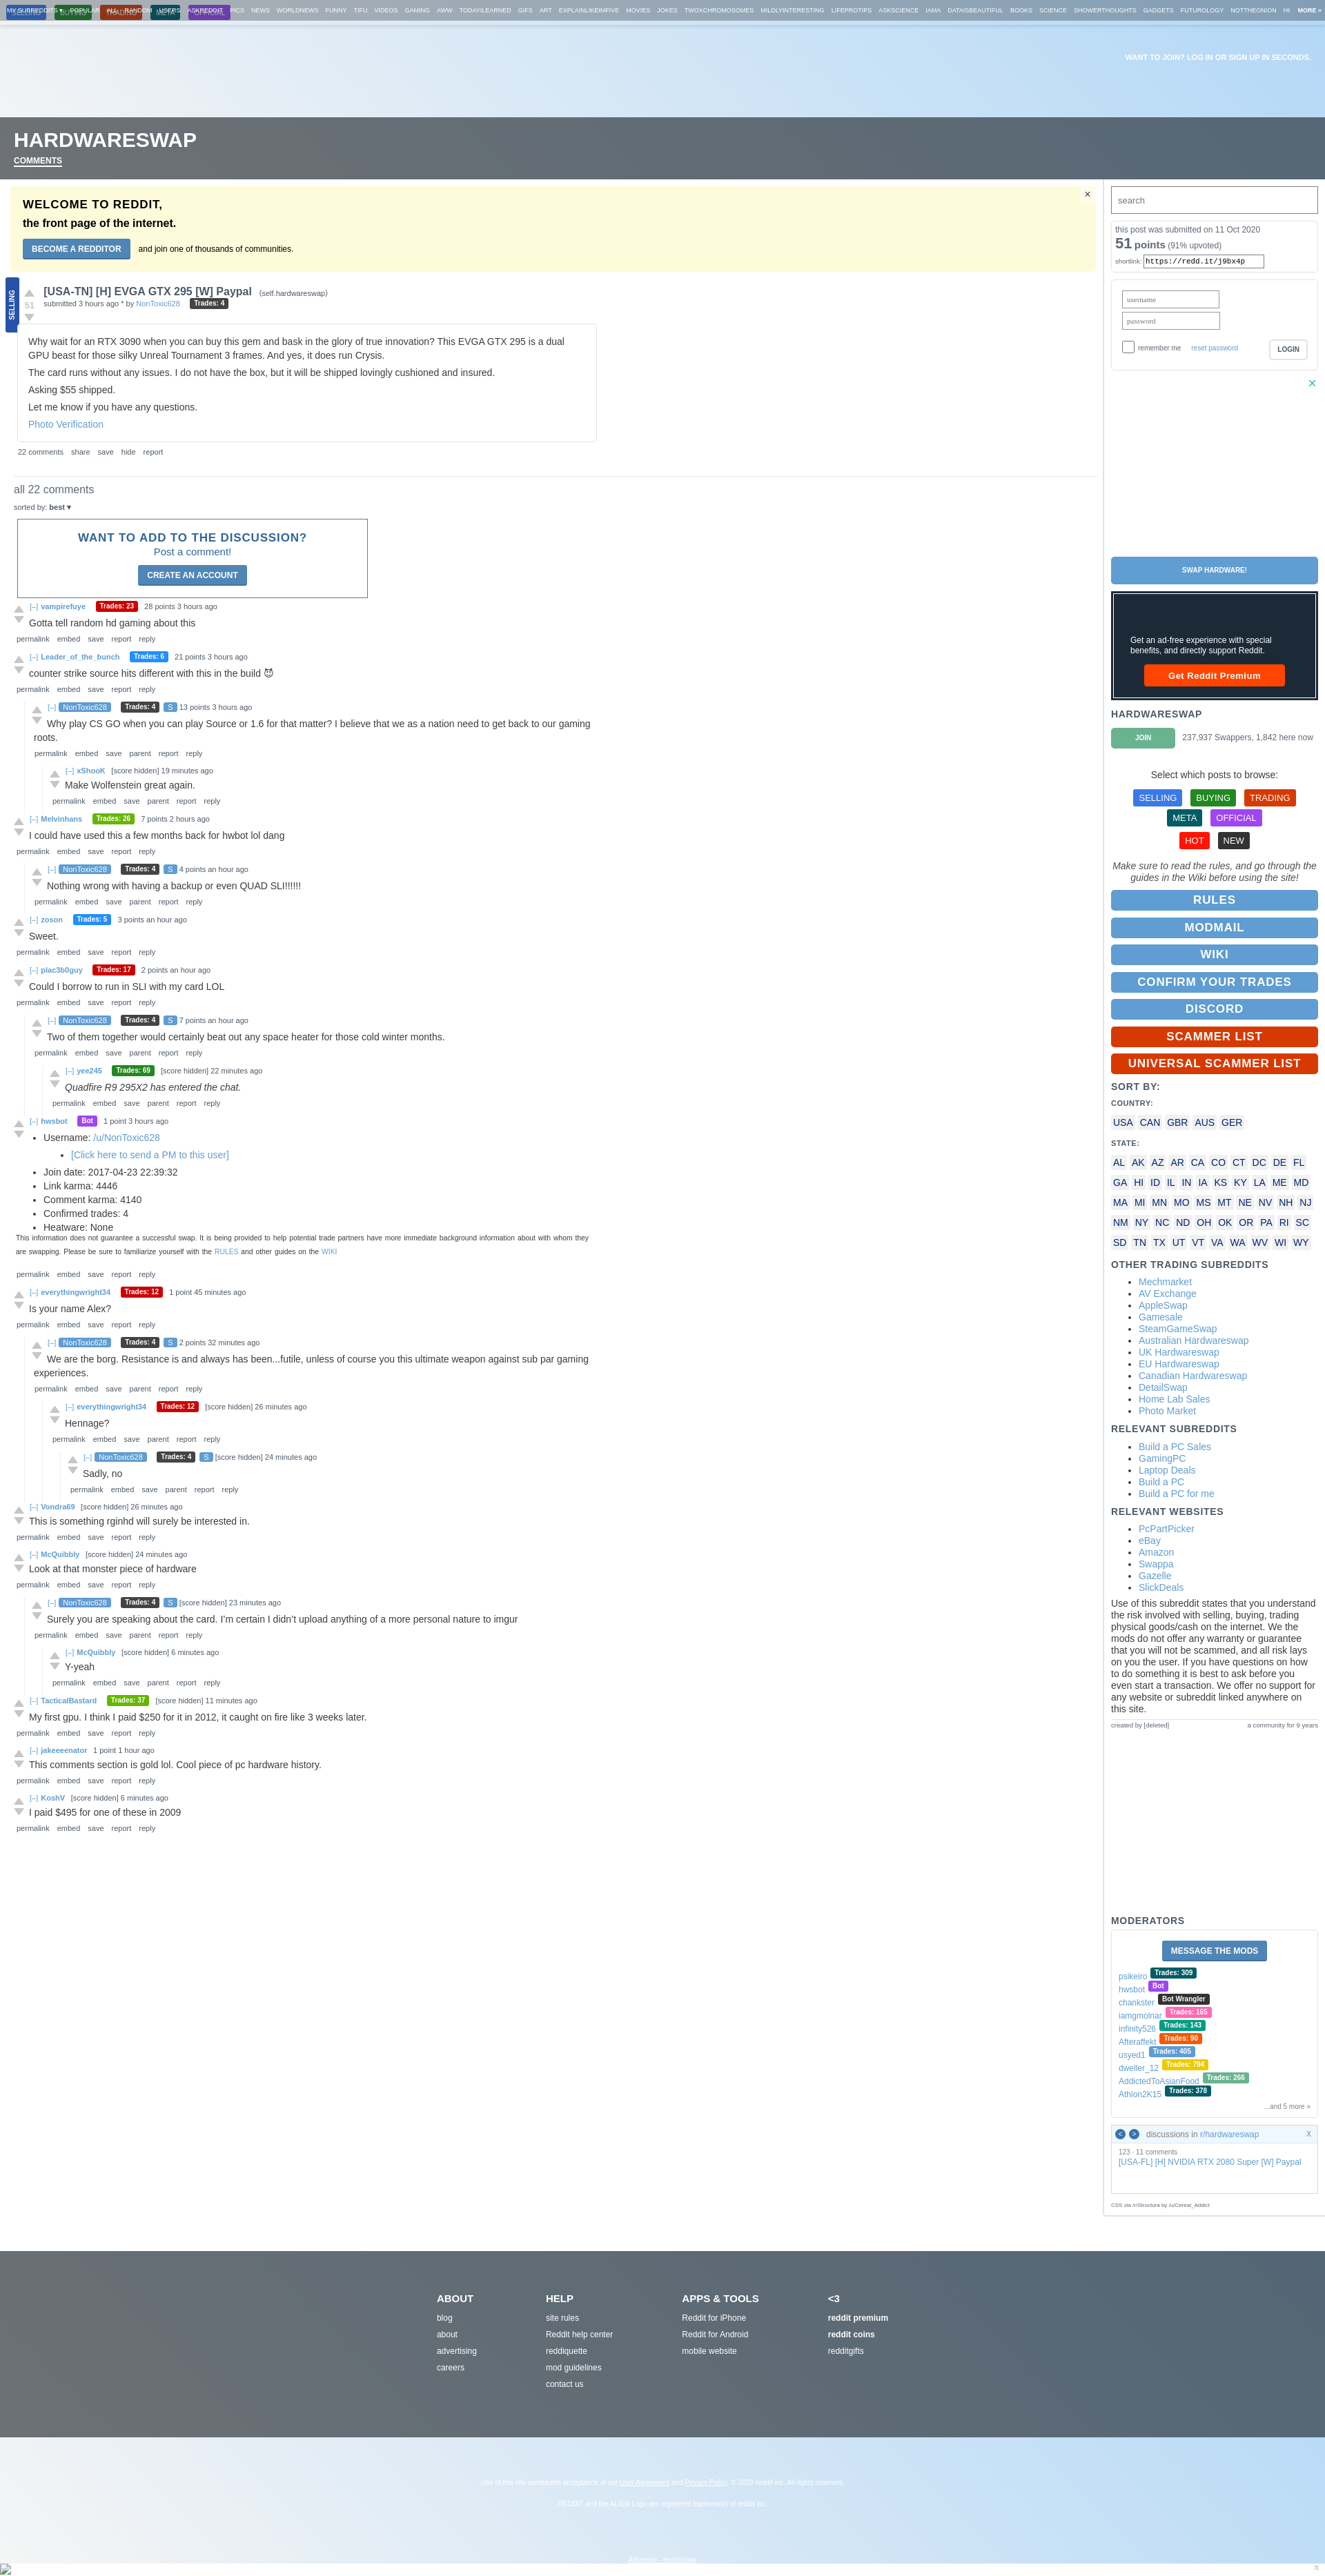 MY SUBREDDITS ▾ POPULAR ALL RANDOM USERS ASKREDDIT PICS NEWS WORLDNEWS FUNNY TIFU VIDEOS GAMING AWW TODAYILEARNED GIFS ART EXPLAINLIKEIMFIVE MOVIES JOKES TWOXCHROMOSOMES MILDLYINTERESTING LIFEPROTIPS ASKSCIENCE IAMA DATAISBEAUTIFUL BOOKS SCIENCE SHOWERTHOUGHTS GADGETS FUTUROLOGY NOTTHEONION HI MORE »
SELLING BUYING TRADING META OFFICIAL
WANT TO JOIN? LOG IN OR SIGN UP IN SECONDS.
HARDWARESWAP
COMMENTS
WELCOME TO REDDIT,
the front page of the internet.
BECOME A REDDITOR and join one of thousands of communities.
×
SELLING
51
[USA-TN] [H] EVGA GTX 295 [W] Paypal (self.hardwareswap)
submitted 3 hours ago * by NonToxic628 Trades: 4
Why wait for an RTX 3090 when you can buy this gem and bask in the glory of true innovation? This EVGA GTX 295 is a dual
GPU beast for those silky Unreal Tournament 3 frames. And yes, it does run Crysis.
The card runs without any issues. I do not have the box, but it will be shipped lovingly cushioned and insured.
Asking $55 shipped.
Let me know if you have any questions.
Photo Verification
22 comments share save hide report
all 22 comments
sorted by: best ▾
WANT TO ADD TO THE DISCUSSION?
Post a comment!
CREATE AN ACCOUNT
[–] vampirefuye Trades: 23 28 points 3 hours ago
Gotta tell random hd gaming about this
permalink embed save report reply
[–] Leader_of_the_bunch Trades: 6 21 points 3 hours ago
counter strike source hits different with this in the build 😈
permalink embed save report reply
[–] NonToxic628 Trades: 4 S 13 points 3 hours ago
Why play CS GO when you can play Source or 1.6 for that matter? I believe that we as a nation need to get back to our gaming
roots.
permalink embed save parent report reply
[–] xShooK [score hidden] 19 minutes ago
Make Wolfenstein great again.
permalink embed save parent report reply
[–] Melvinhans Trades: 26 7 points 2 hours ago
I could have used this a few months back for hwbot lol dang
permalink embed save report reply
[–] NonToxic628 Trades: 4 S 4 points an hour ago
Nothing wrong with having a backup or even QUAD SLI!!!!!!
permalink embed save parent report reply
[–] zoson Trades: 5 3 points an hour ago
Sweet.
permalink embed save report reply
[–] plac3b0guy Trades: 17 2 points an hour ago
Could I borrow to run in SLI with my card LOL
permalink embed save report reply
[–] NonToxic628 Trades: 4 S 7 points an hour ago
Two of them together would certainly beat out any space heater for those cold winter months.
permalink embed save parent report reply
[–] yee245 Trades: 69 [score hidden] 22 minutes ago
Quadfire R9 295X2 has entered the chat.
permalink embed save parent report reply
[–] hwsbot Bot 1 point 3 hours ago
• Username: /u/NonToxic628
• [Click here to send a PM to this user]
• Join date: 2017-04-23 22:39:32
• Link karma: 4446
• Comment karma: 4140
• Confirmed trades: 4
• Heatware: None
This information does not guarantee a successful swap. It is being provided to help potential trade partners have more immediate background information about with whom they
are swapping. Please be sure to familiarize yourself with the RULES and other guides on the WIKI
permalink embed save report reply
[–] everythingwright34 Trades: 12 1 point 45 minutes ago
Is your name Alex?
permalink embed save report reply
[–] NonToxic628 Trades: 4 S 2 points 32 minutes ago
We are the borg. Resistance is and always has been...futile, unless of course you this ultimate weapon against sub par gaming
experiences.
permalink embed save parent report reply
[–] everythingwright34 Trades: 12 [score hidden] 26 minutes ago
Hennage?
permalink embed save parent report reply
[–] NonToxic628 Trades: 4 S [score hidden] 24 minutes ago
Sadly, no
permalink embed save parent report reply
[–] Vondra69 [score hidden] 26 minutes ago
This is something rginhd will surely be interested in.
permalink embed save report reply
[–] McQuibbly [score hidden] 24 minutes ago
Look at that monster piece of hardware
permalink embed save report reply
[–] NonToxic628 Trades: 4 S [score hidden] 23 minutes ago
Surely you are speaking about the card. I’m certain I didn’t upload anything of a more personal nature to imgur
permalink embed save parent report reply
[–] McQuibbly [score hidden] 6 minutes ago
Y-yeah
permalink embed save parent report reply
[–] TacticalBastard Trades: 37 [score hidden] 11 minutes ago
My first gpu. I think I paid $250 for it in 2012, it caught on fire like 3 weeks later.
permalink embed save report reply
[–] jakeeeenator 1 point 1 hour ago
This comments section is gold lol. Cool piece of pc hardware history.
permalink embed save report reply
[–] KoshV [score hidden] 6 minutes ago
I paid $495 for one of these in 2009
permalink embed save report reply
search
this post was submitted on 11 Oct 2020
51 points (91% upvoted)
shortlink: https://redd.it/j9bx4p
username
password
remember me reset password LOGIN
×
SWAP HARDWARE!
Get an ad-free experience with special
benefits, and directly support Reddit.
Get Reddit Premium
HARDWARESWAP
JOIN 237,937 Swappers, 1,842 here now
Select which posts to browse:
SELLING BUYING TRADING
META OFFICIAL
HOT NEW
Make sure to read the rules, and go through the
guides in the Wiki before using the site!
RULES
MODMAIL
WIKI
CONFIRM YOUR TRADES
DISCORD
SCAMMER LIST
UNIVERSAL SCAMMER LIST
SORT BY:
COUNTRY:
USA CAN GBR AUS GER
STATE:
AL AK AZ AR CA CO CT DC DE FL
GA HI ID IL IN IA KS KY LA ME MD
MA MI MN MO MS MT NE NV NH NJ
NM NY NC ND OH OK OR PA RI SC
SD TN TX UT VT VA WA WV WI WY
OTHER TRADING SUBREDDITS
• Mechmarket
• AV Exchange
• AppleSwap
• Gamesale
• SteamGameSwap
• Australian Hardwareswap
• UK Hardwareswap
• EU Hardwareswap
• Canadian Hardwareswap
• DetailSwap
• Home Lab Sales
• Photo Market
RELEVANT SUBREDDITS
• Build a PC Sales
• GamingPC
• Laptop Deals
• Build a PC
• Build a PC for me
RELEVANT WEBSITES
• PcPartPicker
• eBay
• Amazon
• Swappa
• Gazelle
• SlickDeals
Use of this subreddit states that you understand
the risk involved with selling, buying, trading
physical goods/cash on the internet. We the
mods do not offer any warranty or guarantee
that you will not be scammed, and all risk lays
on you the user. If you have questions on how
to do something it is best to ask before you
even start a transaction. We offer no support for
any website or subreddit linked anywhere on
this site.
created by [deleted] a community for 9 years
MODERATORS
MESSAGE THE MODS
psikeiro Trades: 309
hwsbot Bot
chankster Bot Wrangler
iamgmolnar Trades: 165
infinity526 Trades: 143
Afteraffekt Trades: 90
usyed1 Trades: 405
dweller_12 Trades: 794
AddictedToAsianFood Trades: 266
Athlon2K15 Trades: 378
...and 5 more »
< > discussions in r/hardwareswap X
123 · 11 comments
[USA-FL] [H] NVIDIA RTX 2080 Super [W] Paypal
CSS via /r/Structura by /u/Cereal_Addict
ABOUT
blog
about
advertising
careers
HELP
site rules
Reddit help center
reddiquette
mod guidelines
contact us
APPS & TOOLS
Reddit for iPhone
Reddit for Android
mobile website
<3
reddit premium
reddit coins
redditgifts
Use of this site constitutes acceptance of our User Agreement and Privacy Policy. © 2020 reddit inc. All rights reserved.
REDDIT and the ALIEN Logo are registered trademarks of reddit inc.
Advertise - technology